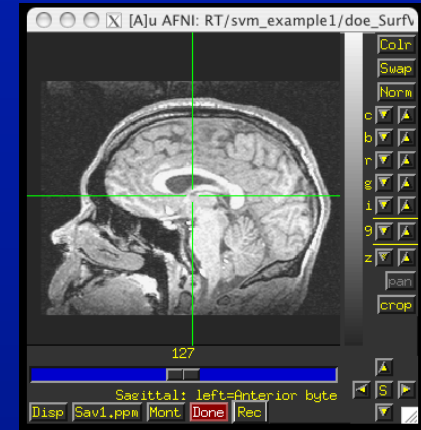 X [A]u AFNI: RT/svm_example1/doe_SurfV
Colr
Swap
Norm
c
b
r
g
i
9
z
pan
crop
127
Sagittal: left=Anterior byte
S
Disp Sav1.ppm Mont Done Rec